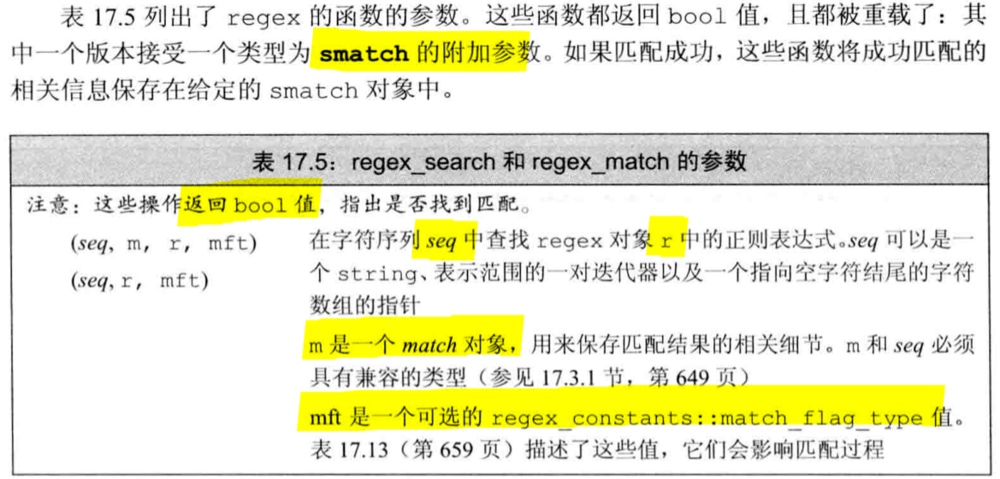 表 17.5 列出了 regex 的函数的参数。这些函数都返回 bool 值，且都被重载了：其
中一个版本接受一个类型为 smatch 的附加参数。如果匹配成功，这些函数将成功匹配的
相关信息保存在给定的 smatch 对象中。
表 17.5：regex_search 和 regex_match 的参数
注意：这些操作返回 bool 值，指出是否找到匹配。
(seq, m, r, mft) 在字符序列 seq 中查找 regex 对象 r 中的正则表达式。seq 可以是一
(seq, r, mft) 个 string、表示范围的一对迭代器以及一个指向空字符结尾的字符
数组的指针
m 是一个 match 对象，用来保存匹配结果的相关细节。m 和 seq 必须
具有兼容的类型（参见 17.3.1 节，第 649 页）
mft 是一个可选的 regex_constants::match_flag_type 值。
表 17.13（第 659 页）描述了这些值，它们会影响匹配过程